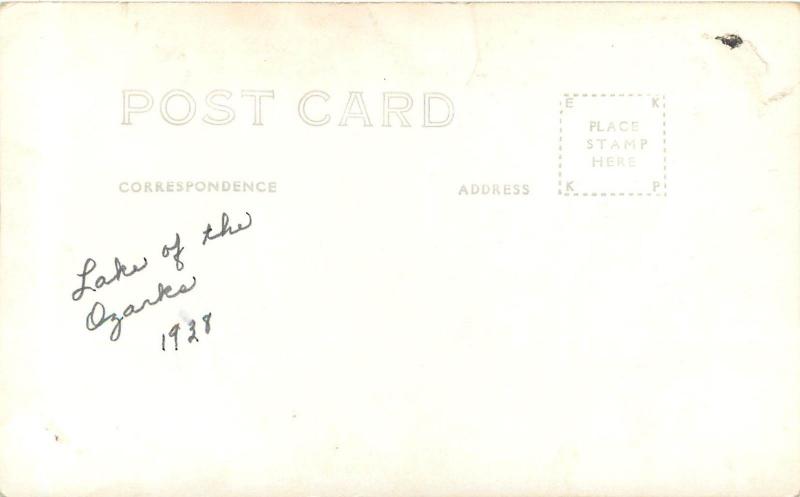 POST CARD
E K
PLACE
STAMP
HERE
K P
CORRESPONDENCE
ADDRESS
Lake of the
Ozarks
1938